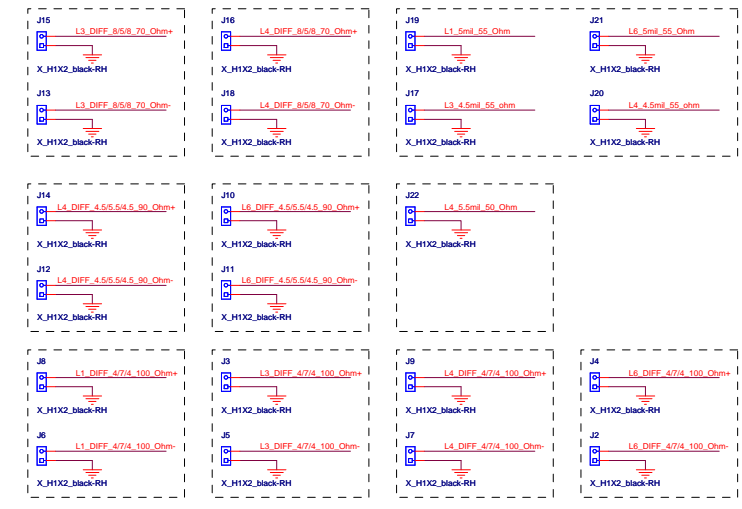 J15
L3_DIFF_8/5/8_70_Ohm+
X_H1X2_black-RH
J13
L3_DIFF_8/5/8_70_Ohm-
X_H1X2_black-RH
J16
L4_DIFF_8/5/8_70_Ohm+
X_H1X2_black-RH
J18
L4_DIFF_8/5/8_70_Ohm-
X_H1X2_black-RH
J19
L1_5mil_55_Ohm
X_H1X2_black-RH
J17
L3_4.5mil_55_ohm
X_H1X2_black-RH
J21
L6_5mil_55_Ohm
X_H1X2_black-RH
J20
L4_4.5mil_55_ohm
X_H1X2_black-RH
J14
L4_DIFF_4.5/5.5/4.5_90_Ohm+
X_H1X2_black-RH
J12
L4_DIFF_4.5/5.5/4.5_90_Ohm-
X_H1X2_black-RH
J10
L6_DIFF_4.5/5.5/4.5_90_Ohm+
X_H1X2_black-RH
J11
L6_DIFF_4.5/5.5/4.5_90_Ohm-
X_H1X2_black-RH
J22
L4_5.5mil_50_Ohm
X_H1X2_black-RH
J8
L1_DIFF_4/7/4_100_Ohm+
X_H1X2_black-RH
J6
L1_DIFF_4/7/4_100_Ohm-
X_H1X2_black-RH
J3
L3_DIFF_4/7/4_100_Ohm+
X_H1X2_black-RH
J5
L3_DIFF_4/7/4_100_Ohm-
X_H1X2_black-RH
J9
L4_DIFF_4/7/4_100_Ohm+
X_H1X2_black-RH
J7
L4_DIFF_4/7/4_100_Ohm-
X_H1X2_black-RH
J4
L6_DIFF_4/7/4_100_Ohm+
X_H1X2_black-RH
J2
L6_DIFF_4/7/4_100_Ohm-
X_H1X2_black-RH